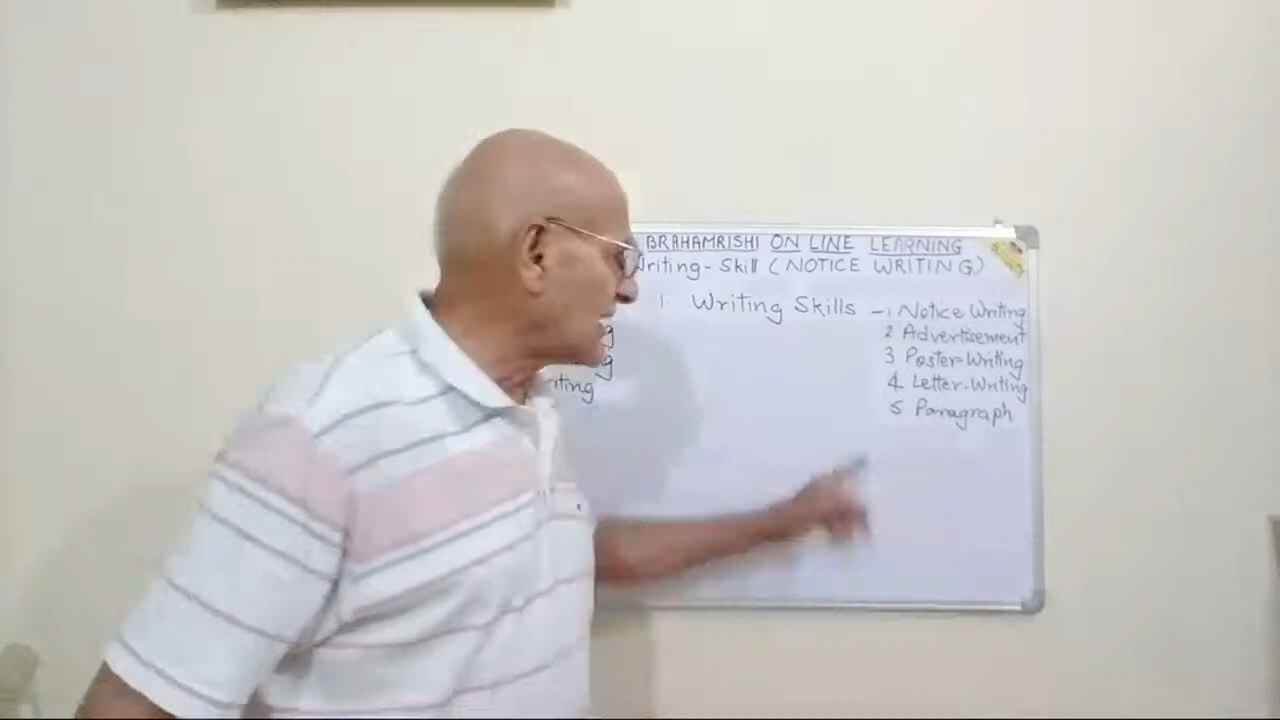 BRAHAMRISHI ON LINE LEARNING
Writing-Skill (NOTICE WRITING)
1 Writing Skills - 1 Notice Writing
2 Advertisement
3 Poster-Writing
4 Letter-Writing
5 Paragraph